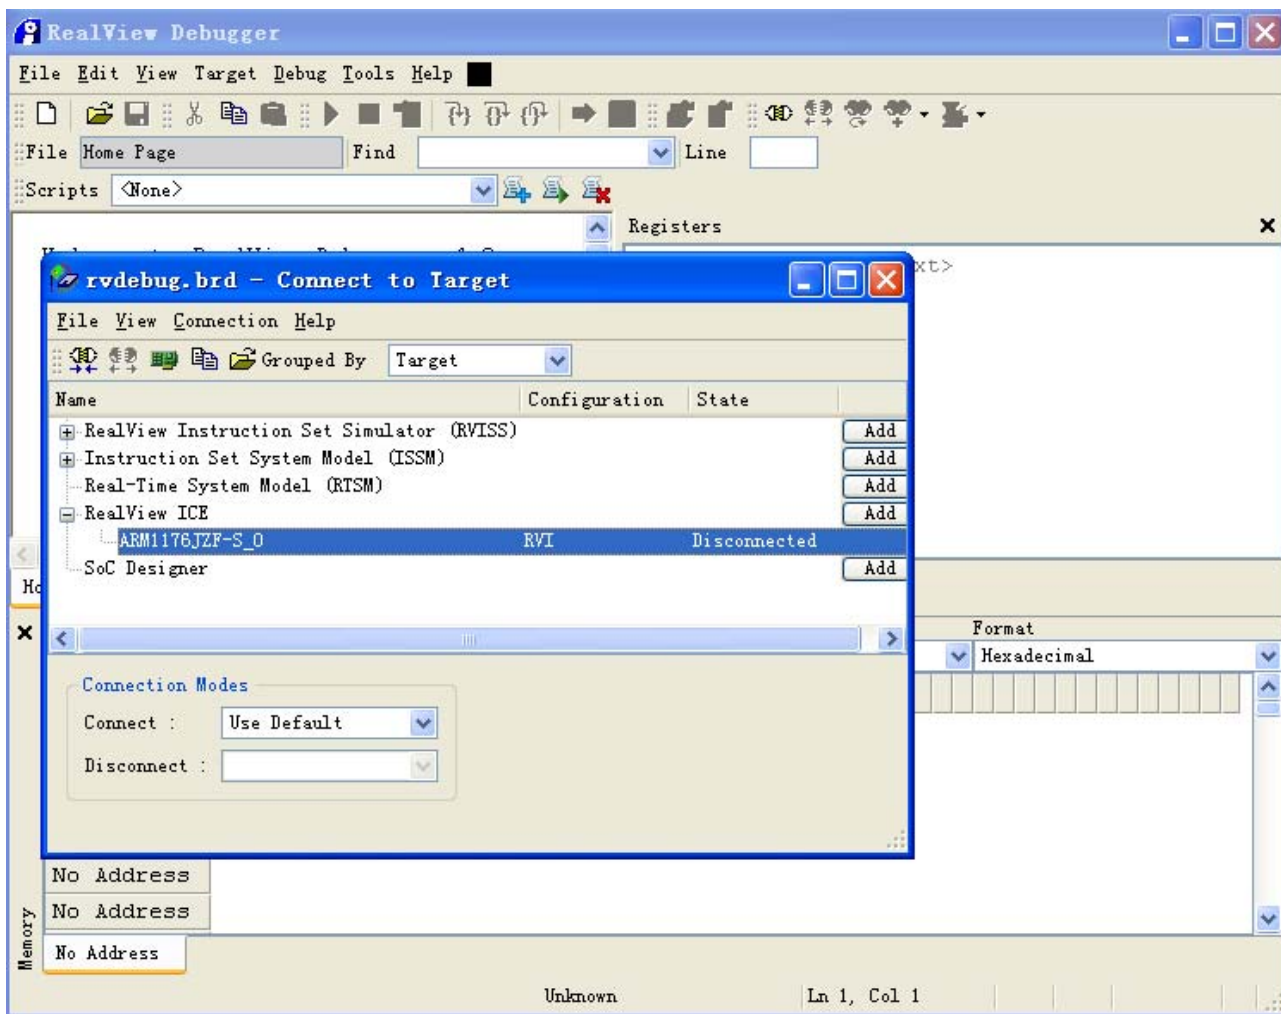 RealView Debugger
File Edit View Target Debug Tools Help
File Home Page Find Line
Scripts <None>
Registers
xt>
rvdebug.brd - Connect to Target
File View Connection Help
Grouped By Target
Name Configuration State
RealView Instruction Set Simulator (RVISS) Add
Instruction Set System Model (ISSM) Add
Real-Time System Model (RTSM) Add
RealView ICE Add
ARM1176JZF-S_0 RVI Disconnected
SoC Designer Add
Ho
Format
Hexadecimal
Connection Modes
Connect : Use Default
Disconnect :
No Address
No Address
Memory
No Address
Unknown Ln 1, Col 1